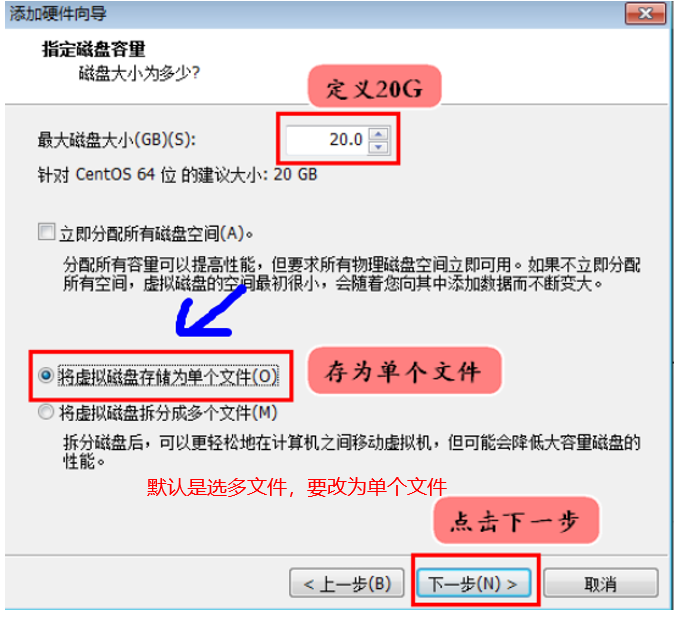 添加硬件向导
指定磁盘容量
磁盘大小为多少?
定义20G
最大磁盘大小(GB)(S):
20.0
针对 CentOS 64 位 的建议大小: 20 GB
立即分配所有磁盘空间(A)。
分配所有容量可以提高性能，但要求所有物理磁盘空间立即可用。如果不立即分配
所有空间，虚拟磁盘的空间最初很小，会随着您向其中添加数据而不断变大。
将虚拟磁盘存储为单个文件(O)
存为单个文件
将虚拟磁盘拆分成多个文件(M)
拆分磁盘后，可以更轻松地在计算机之间移动虚拟机，但可能会降低大容量磁盘的
性能。
默认是选多文件，要改为单个文件
点击下一步
< 上一步(B)
下一步(N) >
取消